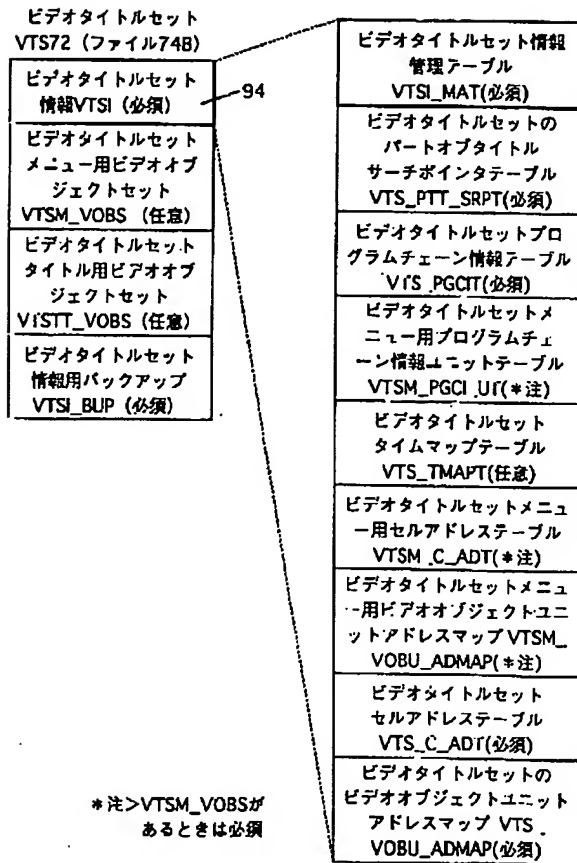 ビデオタイトルセット
VTS72（ファイル74B）
ビデオタイトルセット
情報VTSI（必須）
94
ビデオタイトルセット
メニュー用ビデオオブ
ジェクトセット
VTSM_VOBS（任意）
ビデオタイトルセット
タイトル用ビデオオブ
ジェクトセット
VTSTT_VOBS（任意）
ビデオタイトルセット
情報用バックアップ
VTSI_BUP（必須）
ビデオタイトルセット情報
管理テーブル
VTSI_MAT(必須)
ビデオタイトルセットの
パートオブタイトル
サーチポインタテーブル
VTS_PTT_SRPT(必須)
ビデオタイトルセットプロ
グラムチェーン情報テーブル
VTS_PGCIT(必須)
ビデオタイトルセットメ
ニュー用プログラムチェ
ーン情報ユニットテーブル
VTSM_PGCI_UT(*注)
ビデオタイトルセット
タイムマップテーブル
VTS_TMAPT(任意)
ビデオタイトルセットメニュ
ー用セルアドレステーブル
VTSM_C_ADT(*注)
ビデオタイトルセットメニュ
ー用ビデオオブジェクトユニ
ットアドレスマップVTSM_
VOBU_ADMAP(*注)
ビデオタイトルセット
セルアドレステーブル
VTS_C_ADT(必須)
ビデオタイトルセットの
ビデオオブジェクトユニット
アドレスマップ VTS_
VOBU_ADMAP(必須)
*注>VTSM_VOBSが
あるときは必須